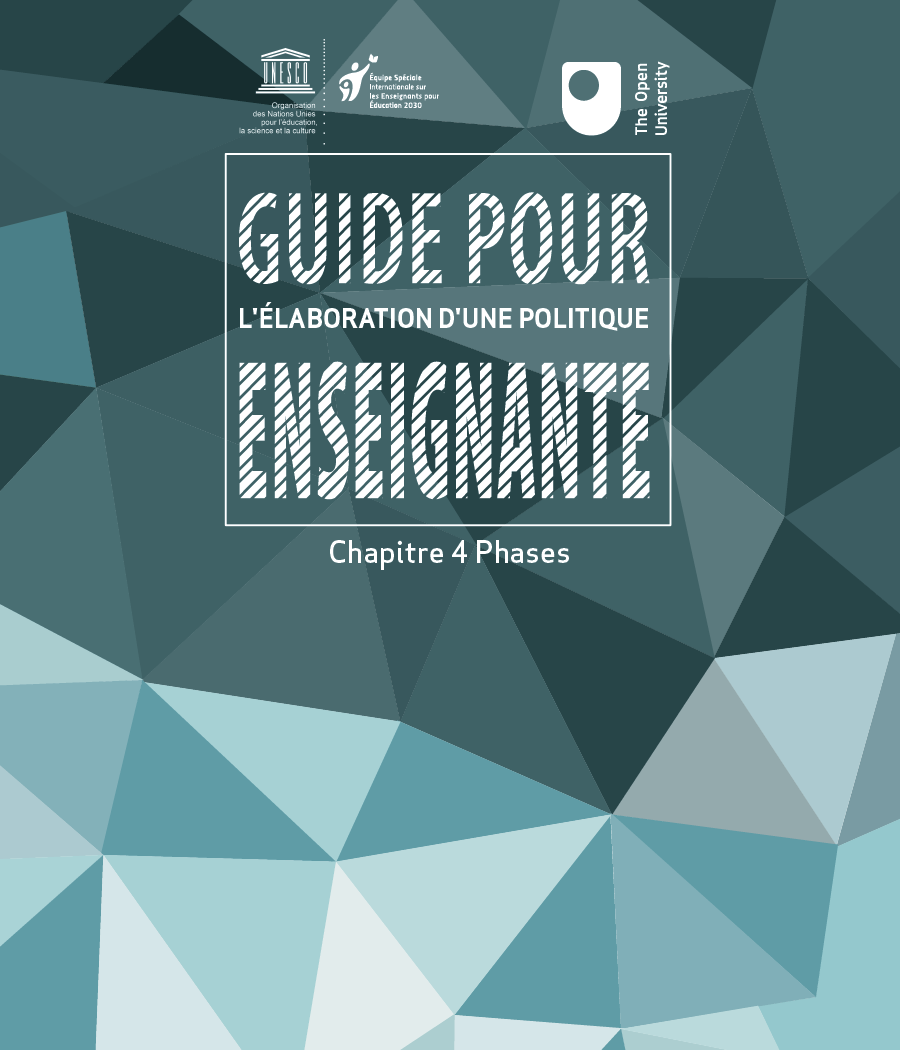 UNESCO
Organisation
des Nations Unies
pour l'éducation,
la science et la culture
Équipe Spéciale
Internationale sur
les Enseignants pour
Éducation 2030
The Open
University
GUIDE POUR
L'ÉLABORATION D'UNE POLITIQUE
ENSEIGNANTE
Chapitre 4 Phases